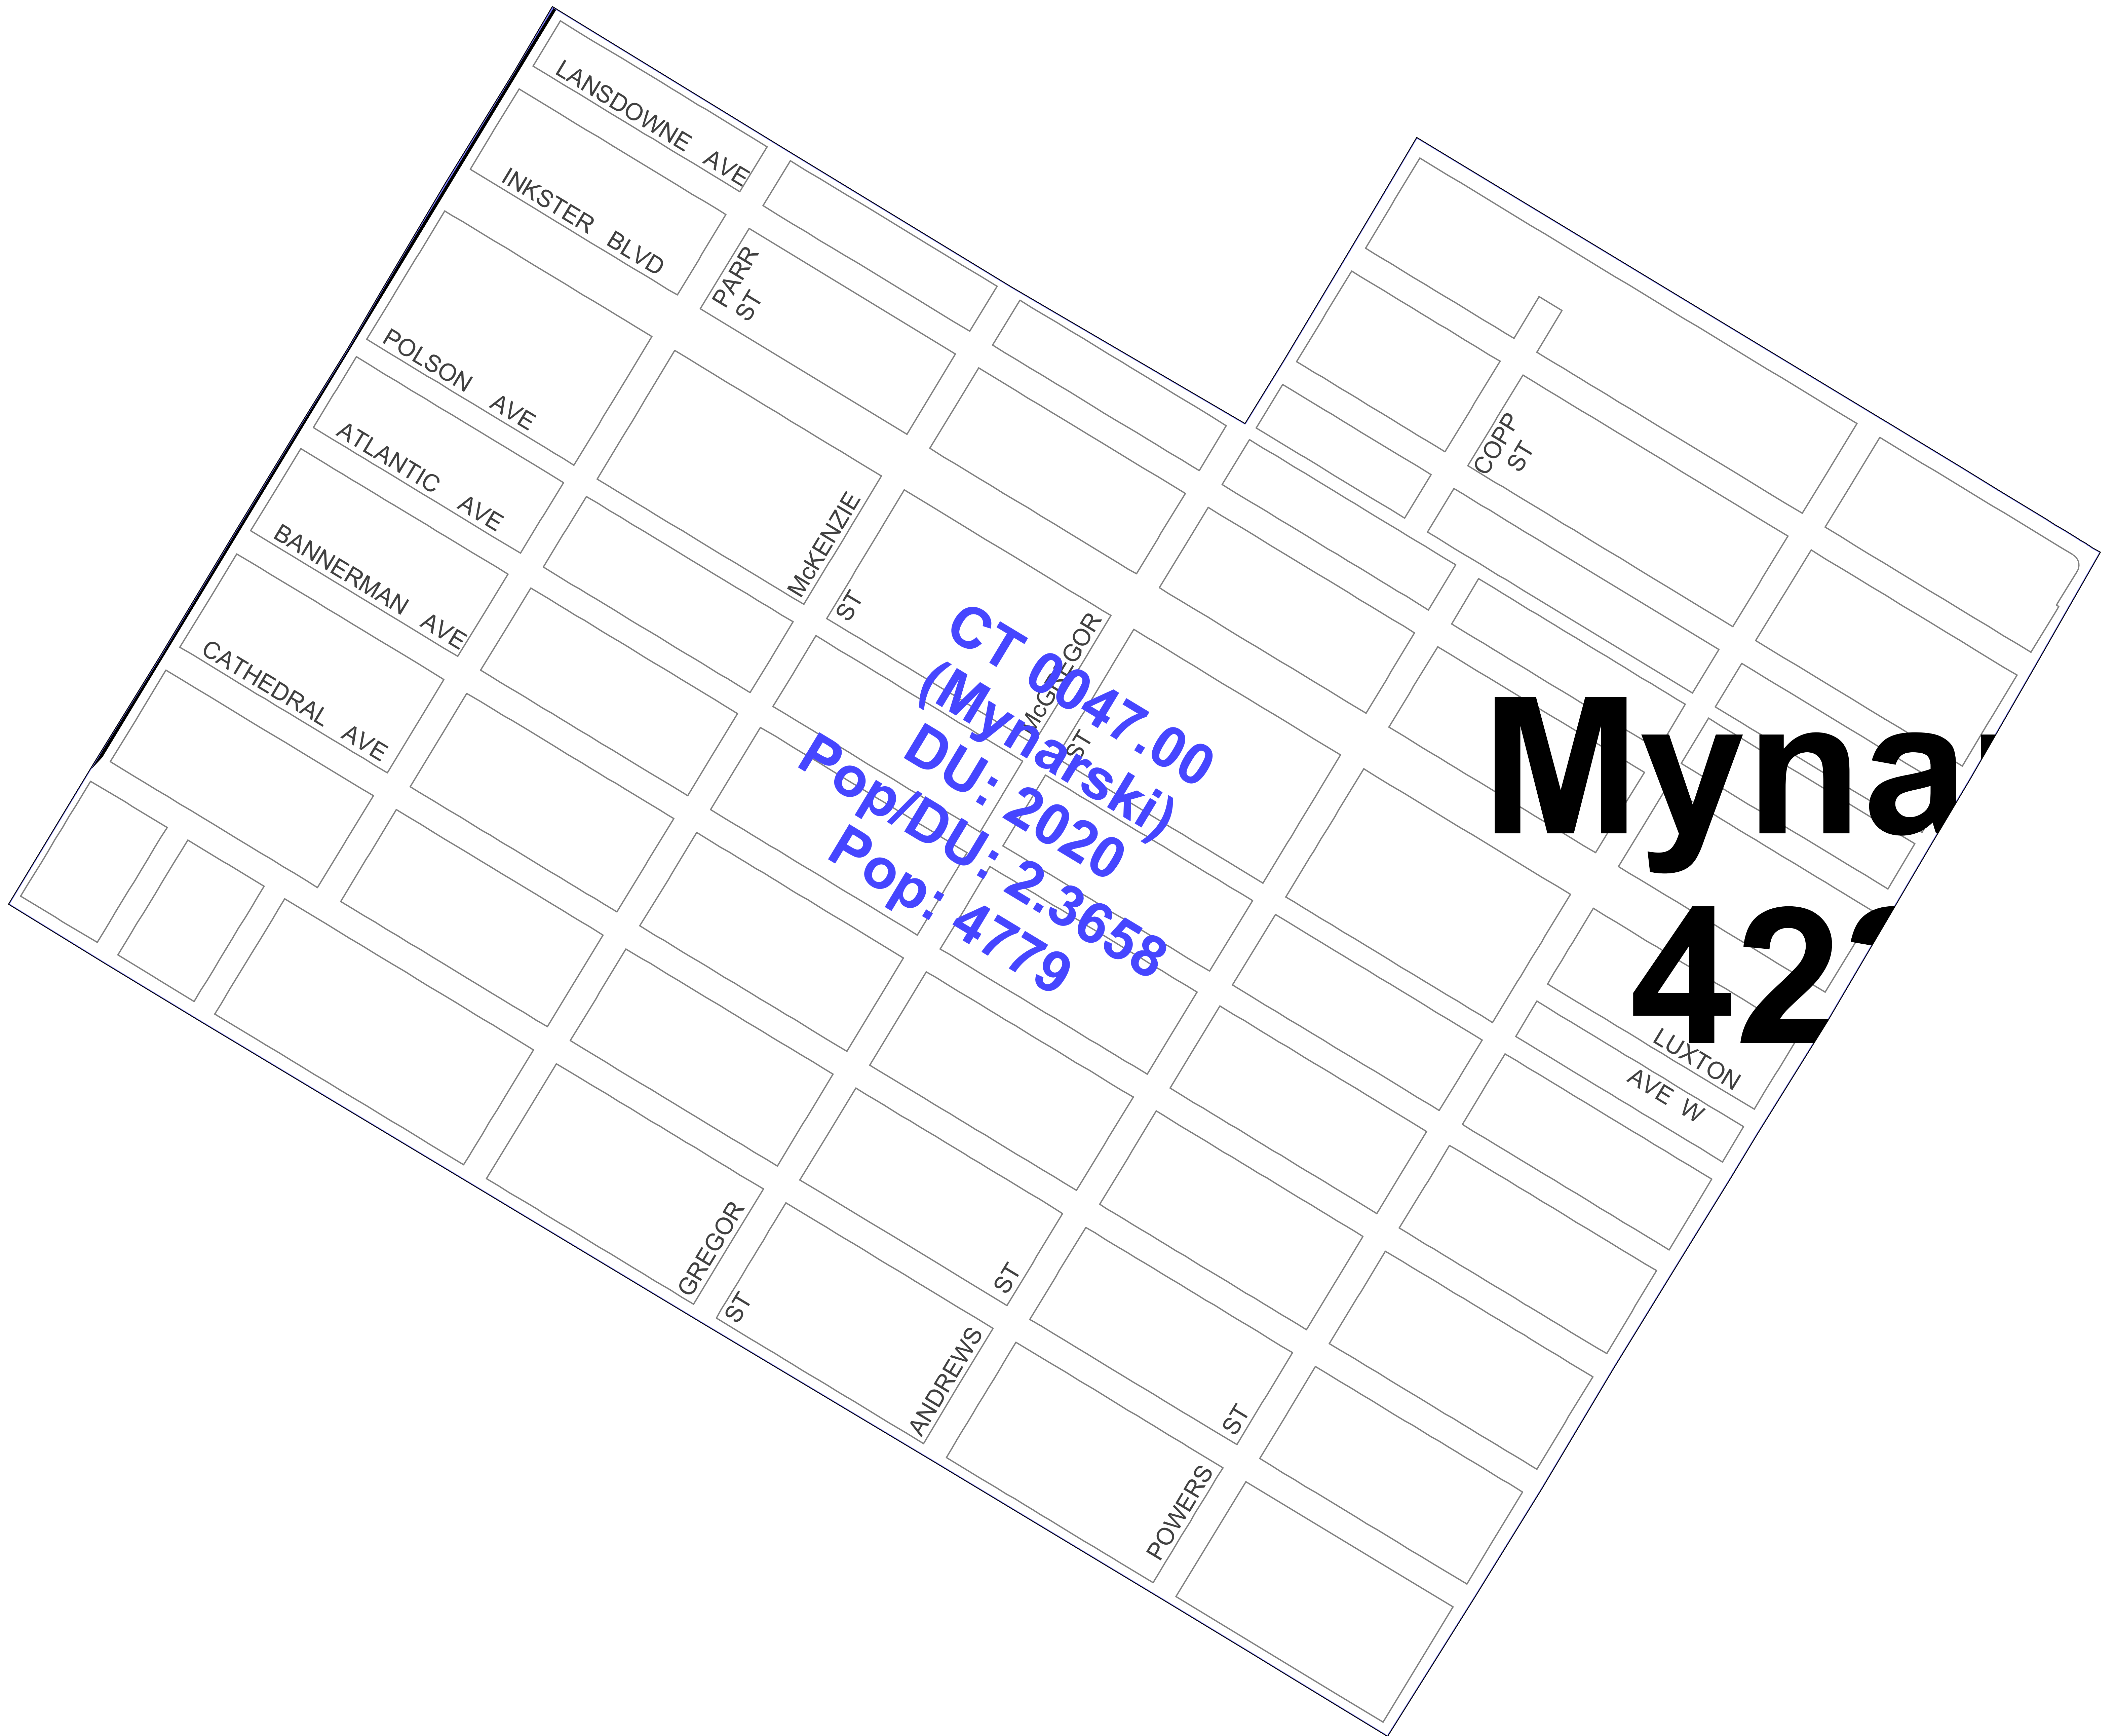 LANSDOWNE AVE
INKSTER BLVD
PARR
ST
POLSON AVE
ATLANTIC AVE
BANNERMAN AVE
CATHEDRAL AVE
McKENZIE
ST
McGREGOR
ST
COPP
ST
CT 0047.00
(Mynarski)
DU: 2020
Pop/DU: 2.3658
Pop: 4779
Myna
42
LUXTON
AVE W
GREGOR
ST
ST
ANDREWS
ST
POWERS